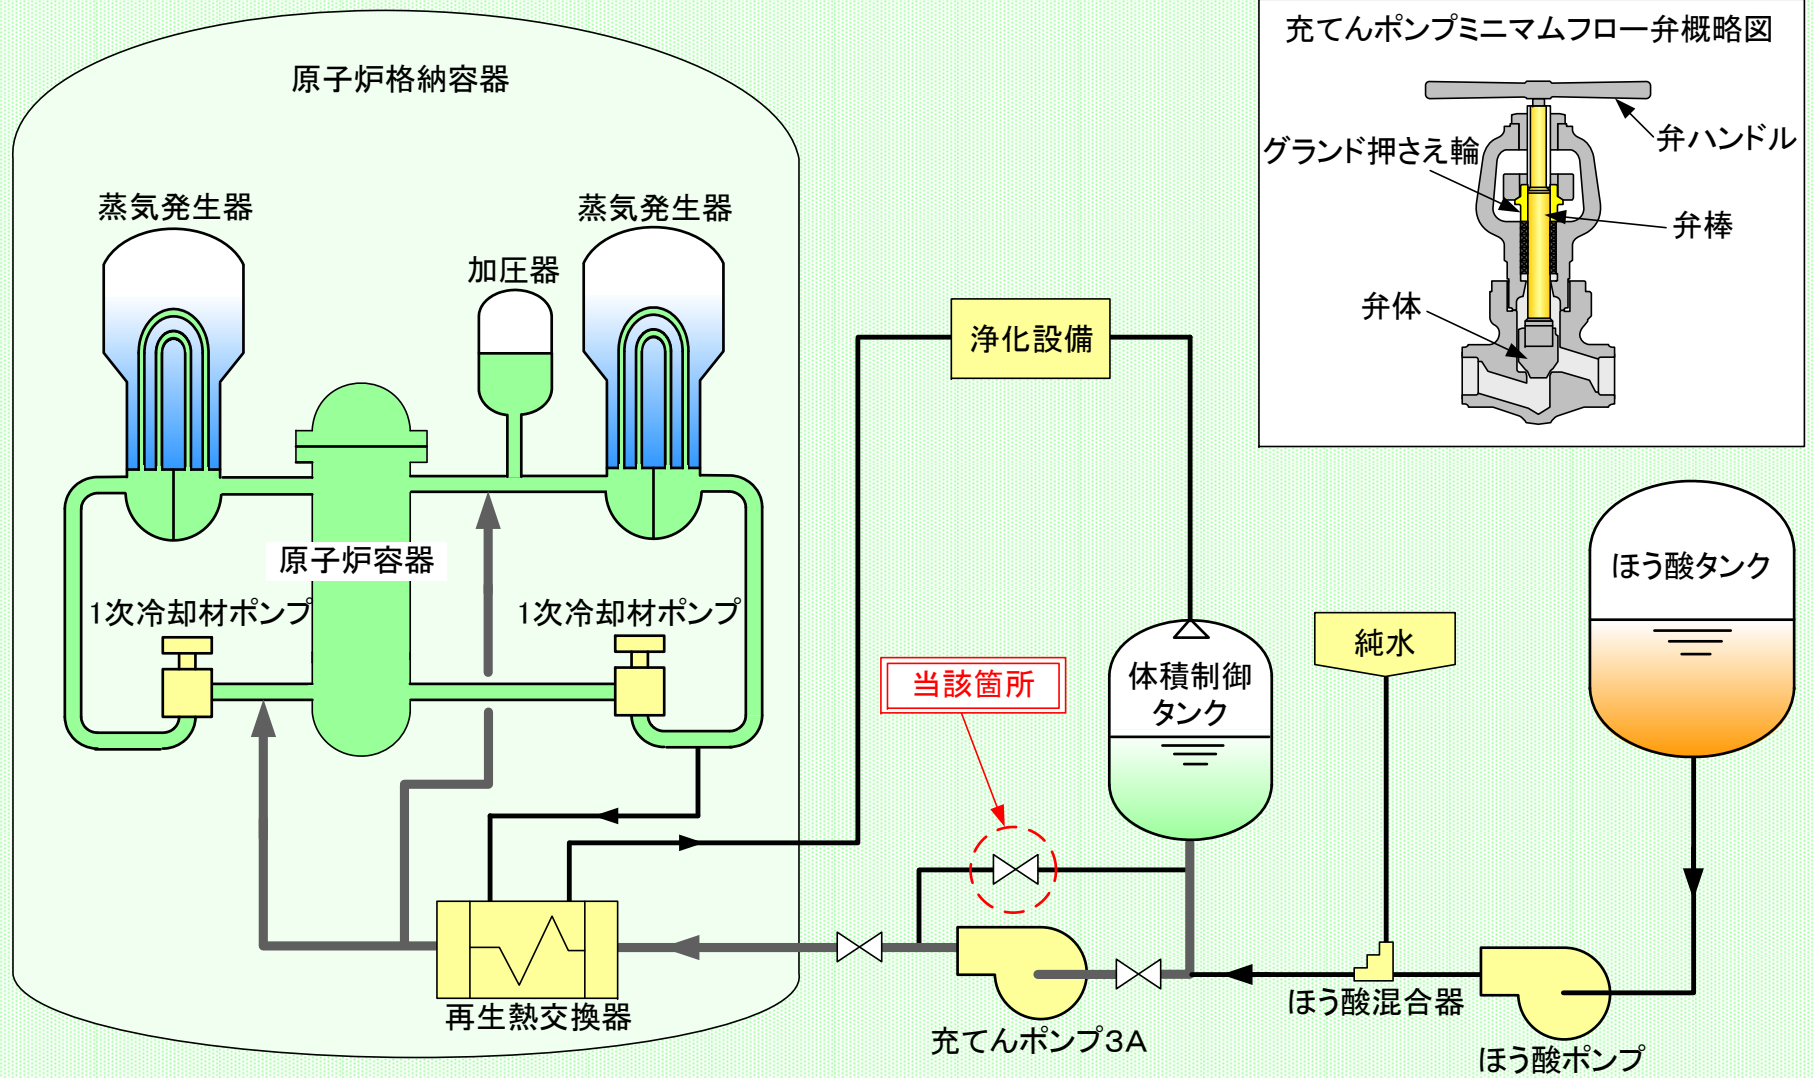 充てんポンプミニマムフロー弁概略図
弁ハンドル
グランド押さえ輪
弁棒
弁体
原子炉格納容器
蒸気発生器
蒸気発生器
加圧器
浄化設備
原子炉容器
1次冷却材ポンプ
1次冷却材ポンプ
ほう酸タンク
純水
当該箇所
体積制御
タンク
再生熱交換器
充てんポンプ3A
ほう酸混合器
ほう酸ポンプ